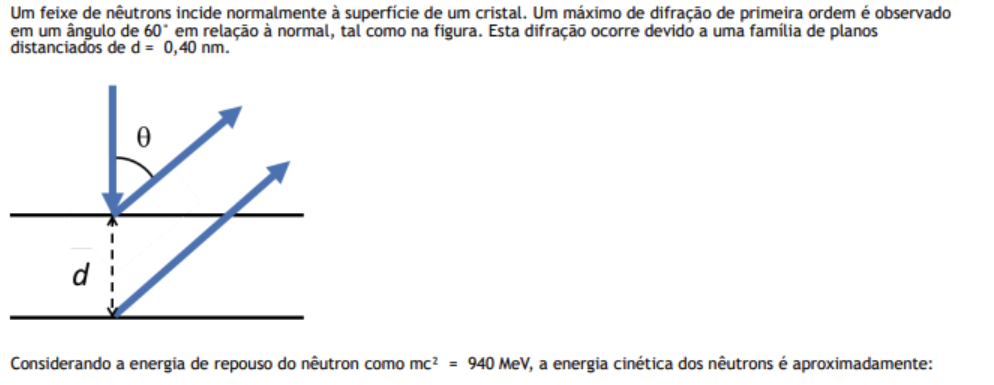 Um feixe de nêutrons incide normalmente à superfície de um cristal. Um máximo de difração de primeira ordem é observado
em um ângulo de 60° em relação à normal, tal como na figura. Esta difração ocorre devido a uma família de planos
distanciados de d = 0,40 nm.
θ
d
Considerando a energia de repouso do nêutron como mc² = 940 MeV, a energia cinética dos nêutrons é aproximadamente: